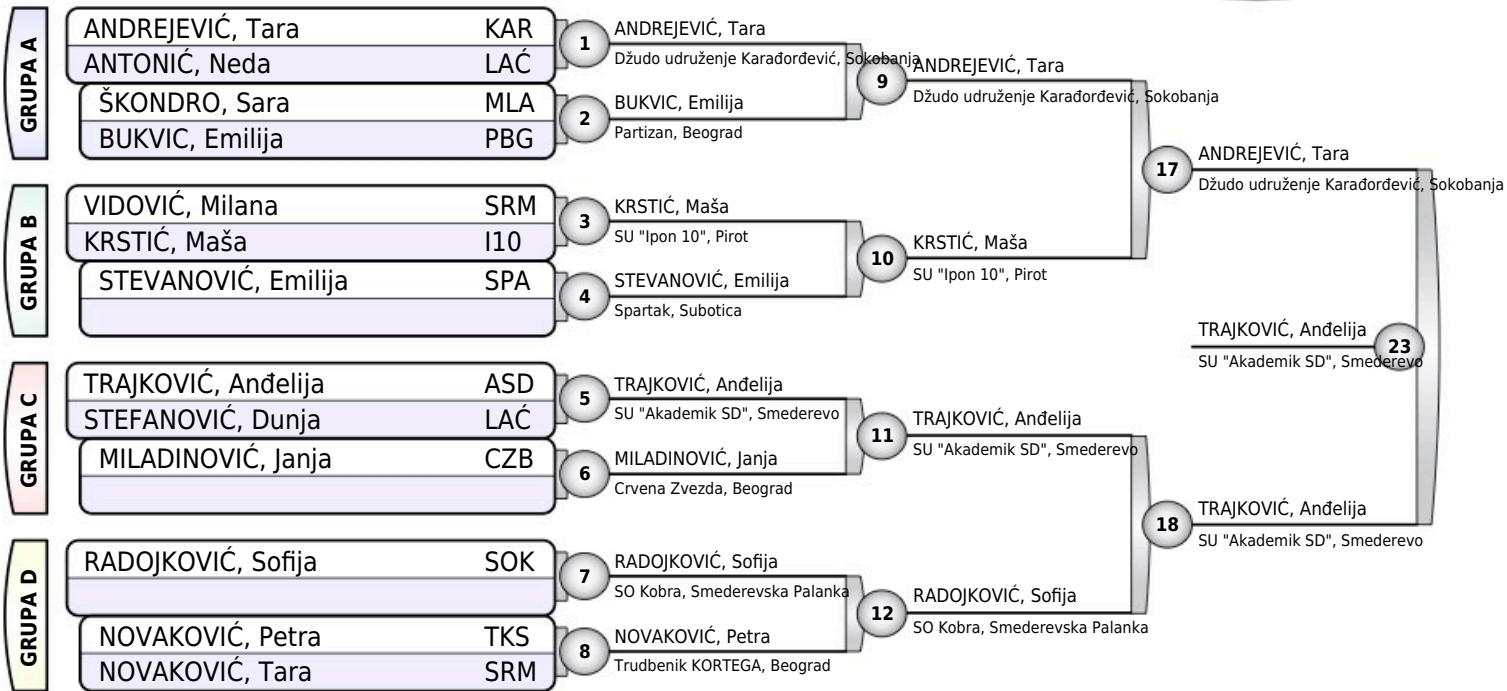 GRUPA A
ANDREJEVIĆ, Tara KAR
ANTONIĆ, Neda LAĆ
ŠKONDRO, Sara MLA
BUKVIC, Emilija PBG
GRUPA B
VIDOVIĆ, Milana SRM
KRSTIĆ, Maša I10
STEVANOVIĆ, Emilija SPA
GRUPA C
TRAJKOVIĆ, Anđelija ASD
STEFANOVIĆ, Dunja LAĆ
MILADINOVIĆ, Janja CZB
GRUPA D
RADOJKOVIĆ, Sofija SOK
NOVAKOVIĆ, Petra TKS
NOVAKOVIĆ, Tara SRM
1
ANDREJEVIĆ, Tara
Džudo udruženje Karađorđević, Sokobanja
2
BUKVIC, Emilija
Partizan, Beograd
3
KRSTIĆ, Maša
SU "Ipon 10", Pirot
4
STEVANOVIĆ, Emilija
Spartak, Subotica
5
TRAJKOVIĆ, Anđelija
SU "Akademik SD", Smederevo
6
MILADINOVIĆ, Janja
Crvena Zvezda, Beograd
7
RADOJKOVIĆ, Sofija
SO Kobra, Smederevska Palanka
8
NOVAKOVIĆ, Petra
Trudbenik KORTEGA, Beograd
9
ANDREJEVIĆ, Tara
Džudo udruženje Karađorđević, Sokobanja
10
KRSTIĆ, Maša
SU "Ipon 10", Pirot
11
TRAJKOVIĆ, Anđelija
SU "Akademik SD", Smederevo
12
RADOJKOVIĆ, Sofija
SO Kobra, Smederevska Palanka
17
ANDREJEVIĆ, Tara
Džudo udruženje Karađorđević, Sokobanja
18
TRAJKOVIĆ, Anđelija
SU "Akademik SD", Smederevo
TRAJKOVIĆ, Anđelija
SU "Akademik SD", Smederevo
23